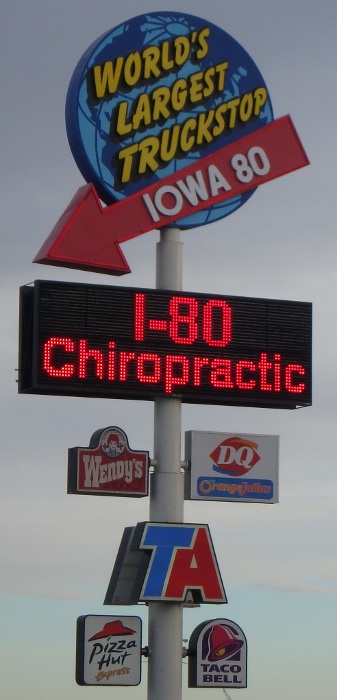 WORLD'S
LARGEST
TRUCKSTOP
IOWA 80
I-80
Chiropractic
WENDY'S
DQ
Orange Julius
TA
Pizza
Hut
Express
TACO
BELL